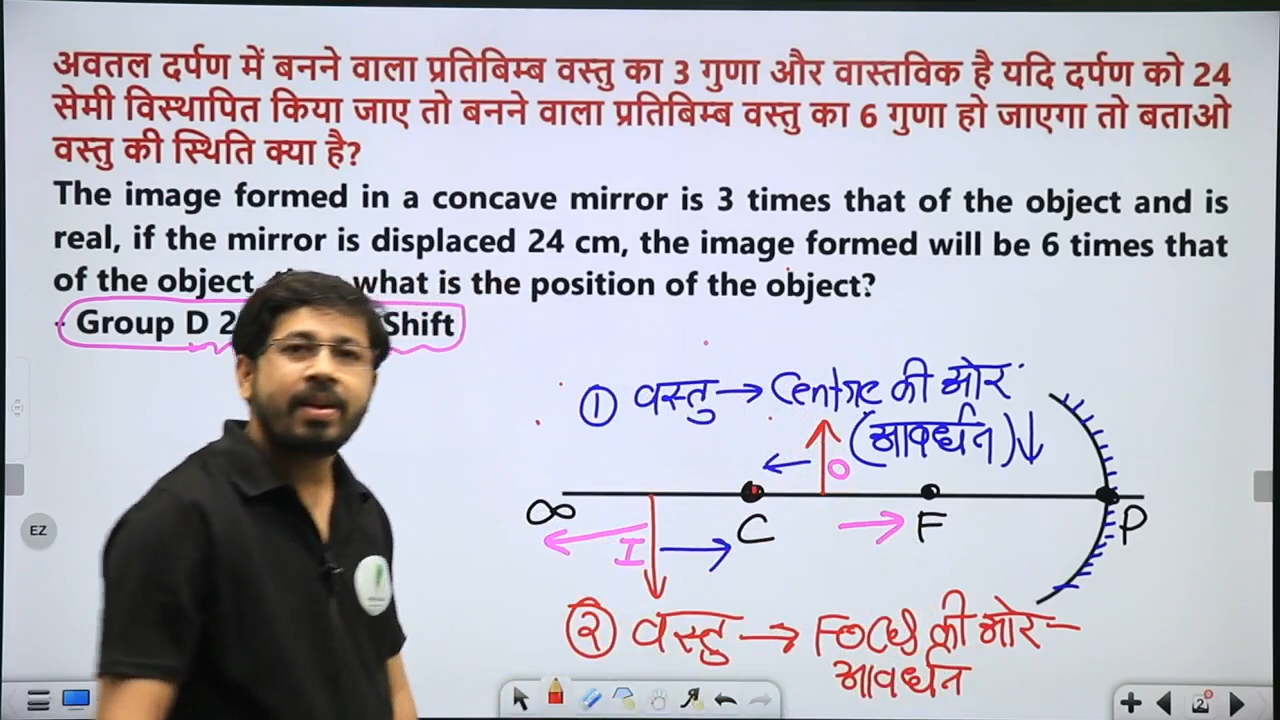 अवतल दर्पण में बनने वाला प्रतिबिम्ब वस्तु का 3 गुणा और वास्तविक है यदि दर्पण को 24
सेमी विस्थापित किया जाए तो बनने वाला प्रतिबिम्ब वस्तु का 6 गुणा हो जाएगा तो बताओ
वस्तु की स्थिति क्या है?
The image formed in a concave mirror is 3 times that of the object and is
real, if the mirror is displaced 24 cm, the image formed will be 6 times that
of the object what is the position of the object?
- Group D 2 Shift
① वस्तु → Centre की ओर
(आवर्धन) ↓
O
∞ C F P
I
② वस्तु → Focus की ओर –
आवर्धन
EZ
2